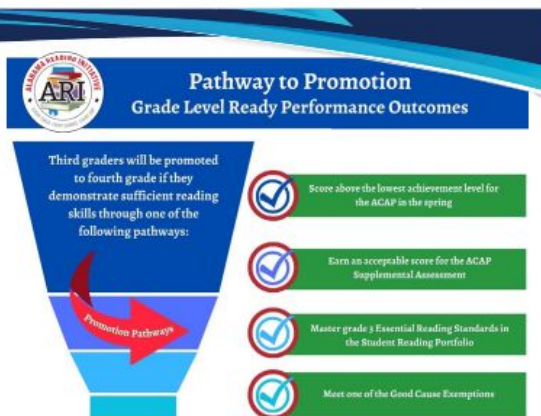 ALABAMA READING INITIATIVE
ARI
Pathway to Promotion
Grade Level Ready Performance Outcomes
Third graders will be promoted
to fourth grade if they
demonstrate sufficient reading
skills through one of the
following pathways:
Promotion Pathways
Score above the lowest achievement level for
the ACAP in the spring
Earn an acceptable score for the ACAP
Supplemental Assessment
Master grade 3 Essential Reading Standards in
the Student Reading Portfolio
Meet one of the Good Cause Exemptions